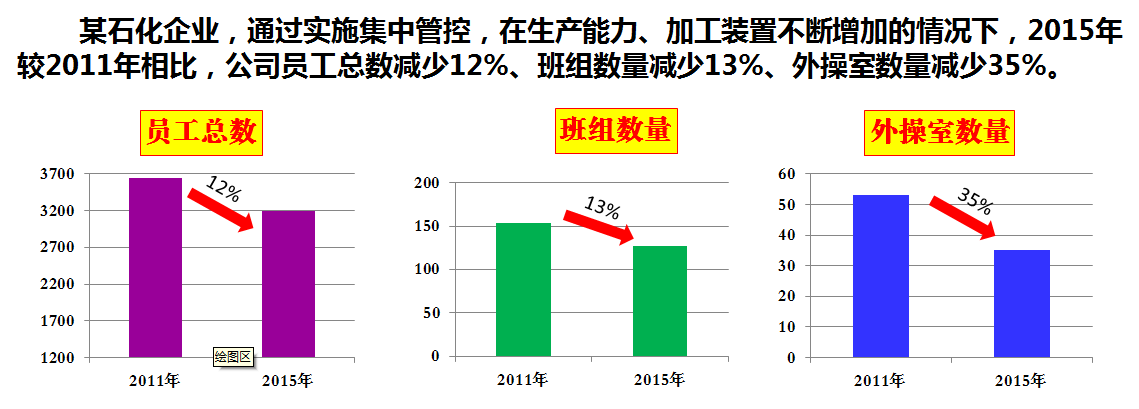 某石化企业，通过实施集中管控，在生产能力、加工装置不断增加的情况下，2015年
较2011年相比，公司员工总数减少12%、班组数量减少13%、外操室数量减少35%。
员工总数
3700
3200
2700
2200
1700
1200
12%
绘图区
2011年
2015年
班组数量
200
150
100
50
0
13%
2011年
2015年
外操室数量
60
50
40
30
20
10
0
35%
2011年
2015年